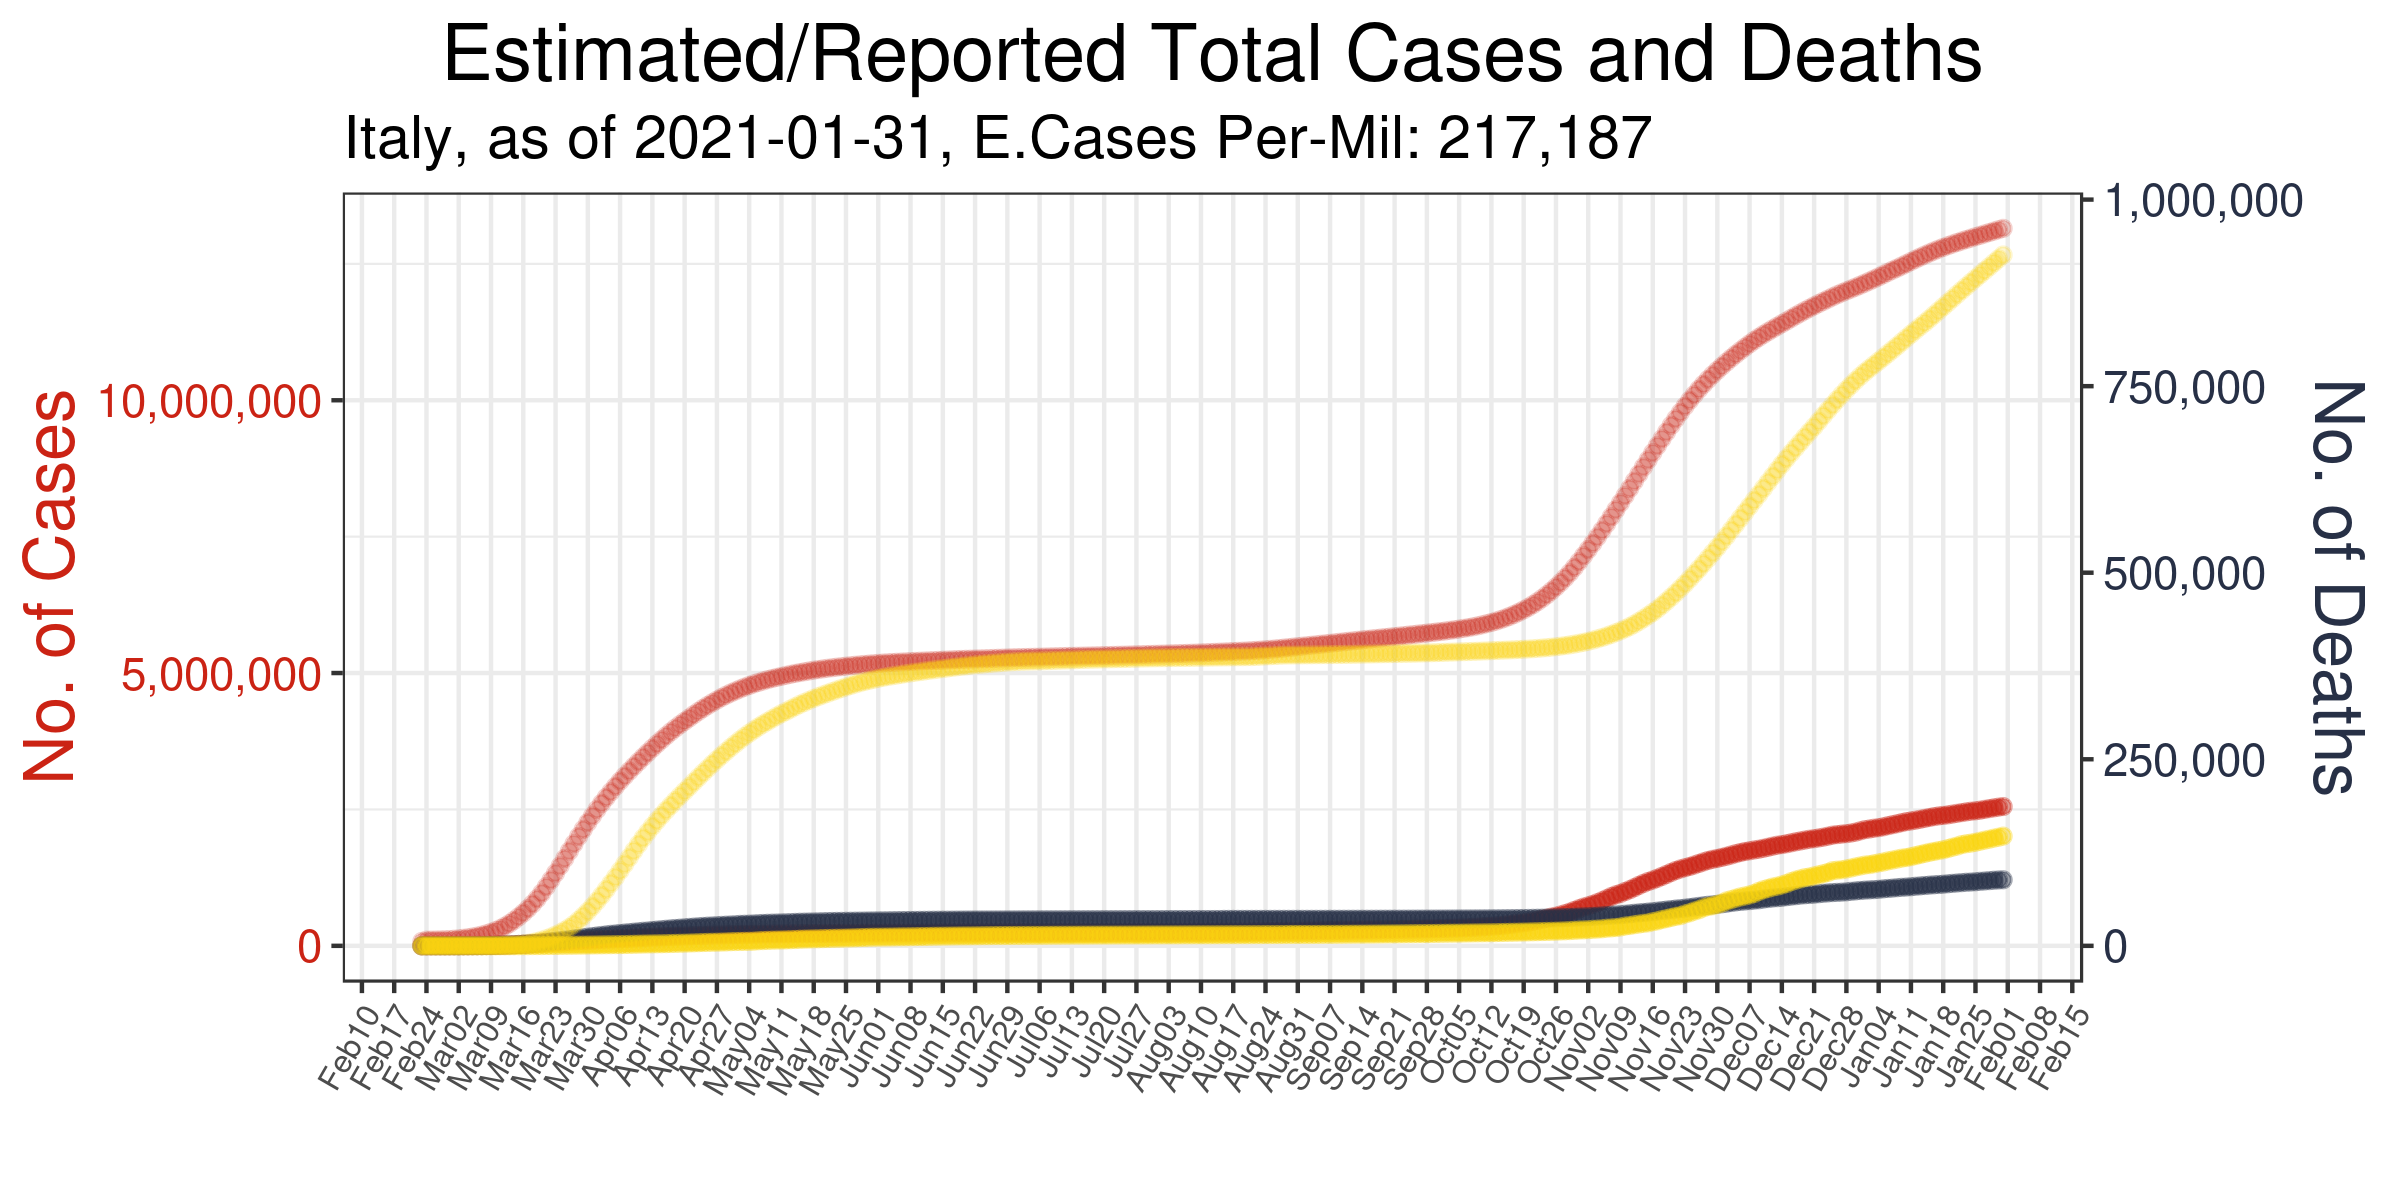 Estimated/Reported Total Cases and Deaths
Italy, as of 2021-01-31, E.Cases Per-Mil: 217,187
No. of Cases
10,000,000
5,000,000
0
1,000,000
750,000
500,000
250,000
0
No. of Deaths
Feb10
Feb17
Feb24
Mar02
Mar09
Mar16
Mar23
Mar30
Apr06
Apr13
Apr20
Apr27
May04
May11
May18
May25
Jun01
Jun08
Jun15
Jun22
Jun29
Jul06
Jul13
Jul20
Jul27
Aug03
Aug10
Aug17
Aug24
Aug31
Sep07
Sep14
Sep21
Sep28
Oct05
Oct12
Oct19
Oct26
Nov02
Nov09
Nov16
Nov23
Nov30
Dec07
Dec14
Dec21
Dec28
Jan04
Jan11
Jan18
Jan25
Feb01
Feb08
Feb15